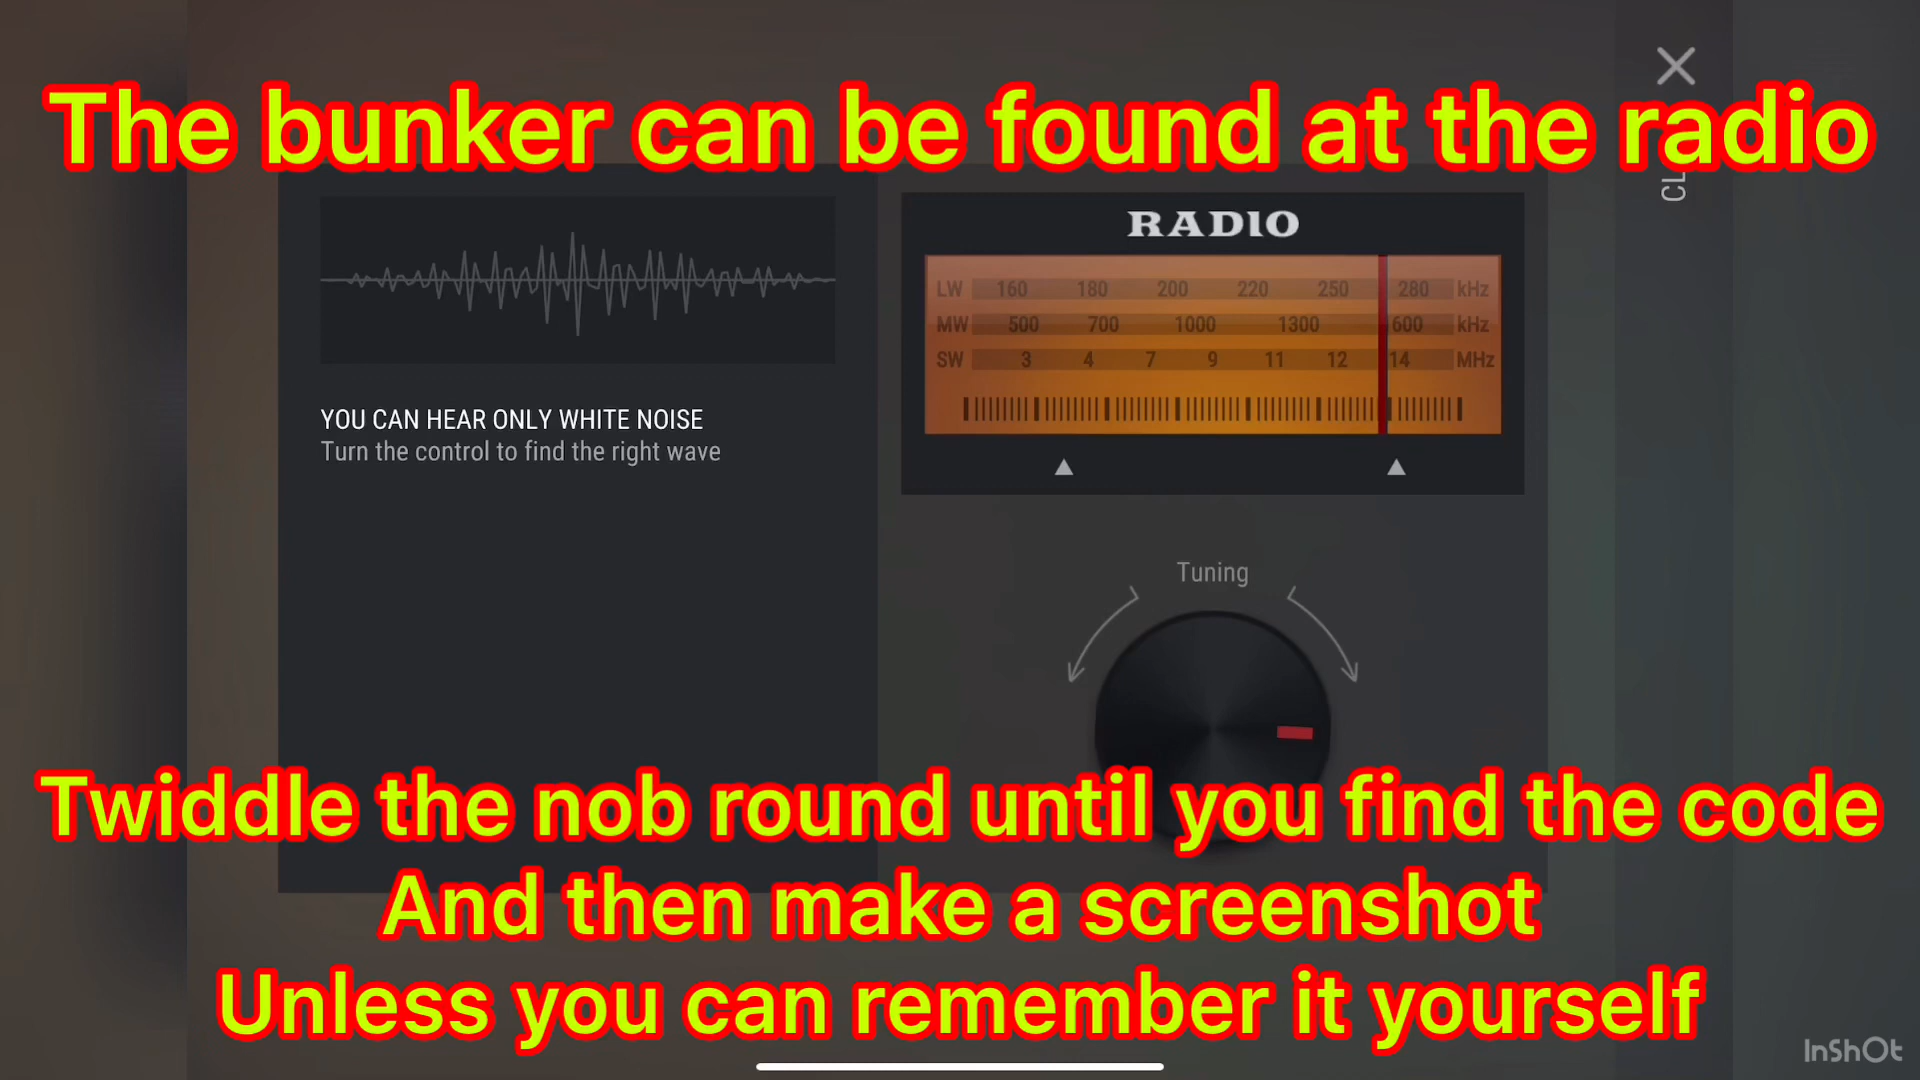 The bunker can be found at the radio
CL
RADIO
LW 160 180 200 220 250 280 kHz
MW 500 700 1000 1300 600 kHz
SW 3 4 7 9 11 12 14 MHz
YOU CAN HEAR ONLY WHITE NOISE
Turn the control to find the right wave
Tuning
Twiddle the nob round until you find the code
And then make a screenshot
Unless you can remember it yourself
InShOt